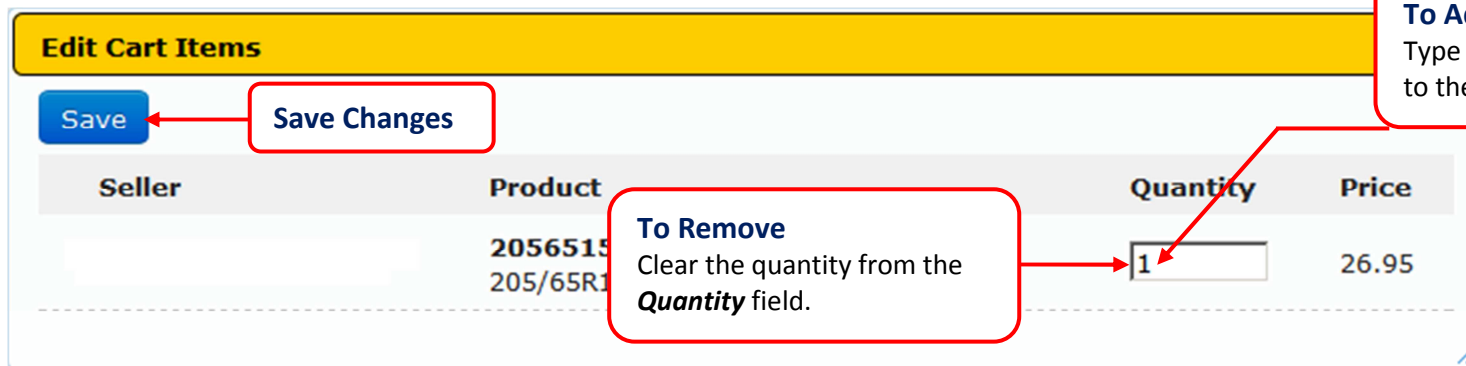 Edit Cart Items
To A
Type
to the
Save
Save Changes
Seller Product Quantity Price
To Remove
Clear the quantity from the
Quantity field.
2056515
205/65R1
1
26.95